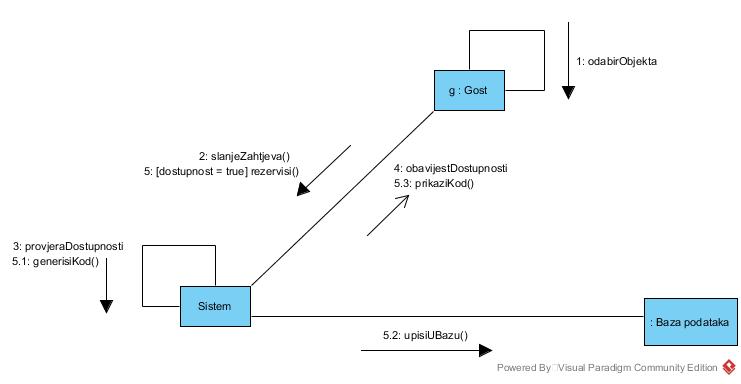 1: odabirObjekta
g : Gost
2: slanjeZahtjeva()
5: [dostupnost = true] rezervisi()
4: obavijestDostupnosti
5.3: prikaziKod()
3: provjeraDostupnosti
5.1: generisiKod()
Sistem
: Baza podataka
5.2: upisiUBazu()
Powered By Visual Paradigm Community Edition